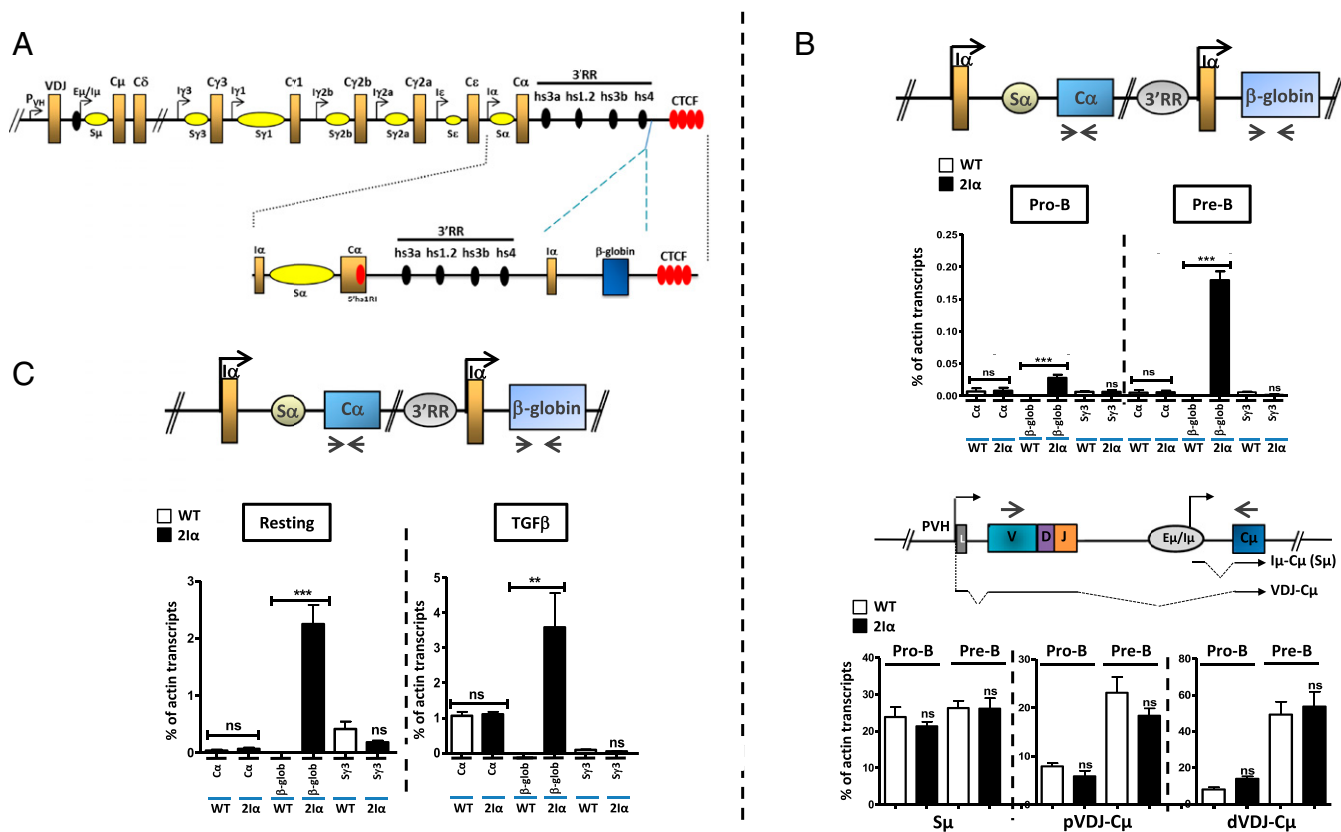 A
VDJ Cμ Cδ Cγ3 Cγ1 Cγ2b Cγ2a Cε Cα
3'RR
hs3a hs1.2 hs3b hs4 CTCF
PVH Eμ/Iμ Iγ3 Iγ1 Iγ2b Iγ2a Iε Iα
Sμ Sγ3 Sγ1 Sγ2b Sγ2a Sε Sα
3'RR
Iα Cα hs3a hs1.2 hs3b hs4 Iα β-globin CTCF
Sα
B
Iα Iα
Sα Cα 3'RR β-globin
WT
2Iα
Pro-B Pre-B
% of actin transcripts
0.25
0.20
0.15
0.10
0.05
0.00
ns *** ns *** ns
ns
Cα Cα β-glob β-glob Sγ3 Sγ3 Cα Cα β-glob β-glob Sγ3 Sγ3
WT 2Iα WT 2Iα WT 2Iα WT 2Iα WT 2Iα WT 2Iα
PVH L V D J Eμ/Iμ Cμ
Iμ-Cμ (Sμ)
VDJ-Cμ
WT
2Iα
% of actin transcripts
Pro-B Pre-B Pro-B Pre-B Pro-B Pre-B
40
30
20
10
0
ns ns
30
20
10
0
ns ns
80
60
40
20
0
ns ns
Sμ pVDJ-Cμ dVDJ-Cμ
C
Iα Iα
Sα Cα 3'RR β-globin
WT
2Iα
Resting TGFβ
% of actin transcripts
3
2
1
0
ns *** ns
Cα Cα β-glob β-glob Sγ3 Sγ3
WT 2Iα WT 2Iα WT 2Iα
% of actin transcripts
5
4
3
2
1
0
ns ** ns
Cα Cα β-glob β-glob Sγ3 Sγ3
WT 2Iα WT 2Iα WT 2Iα